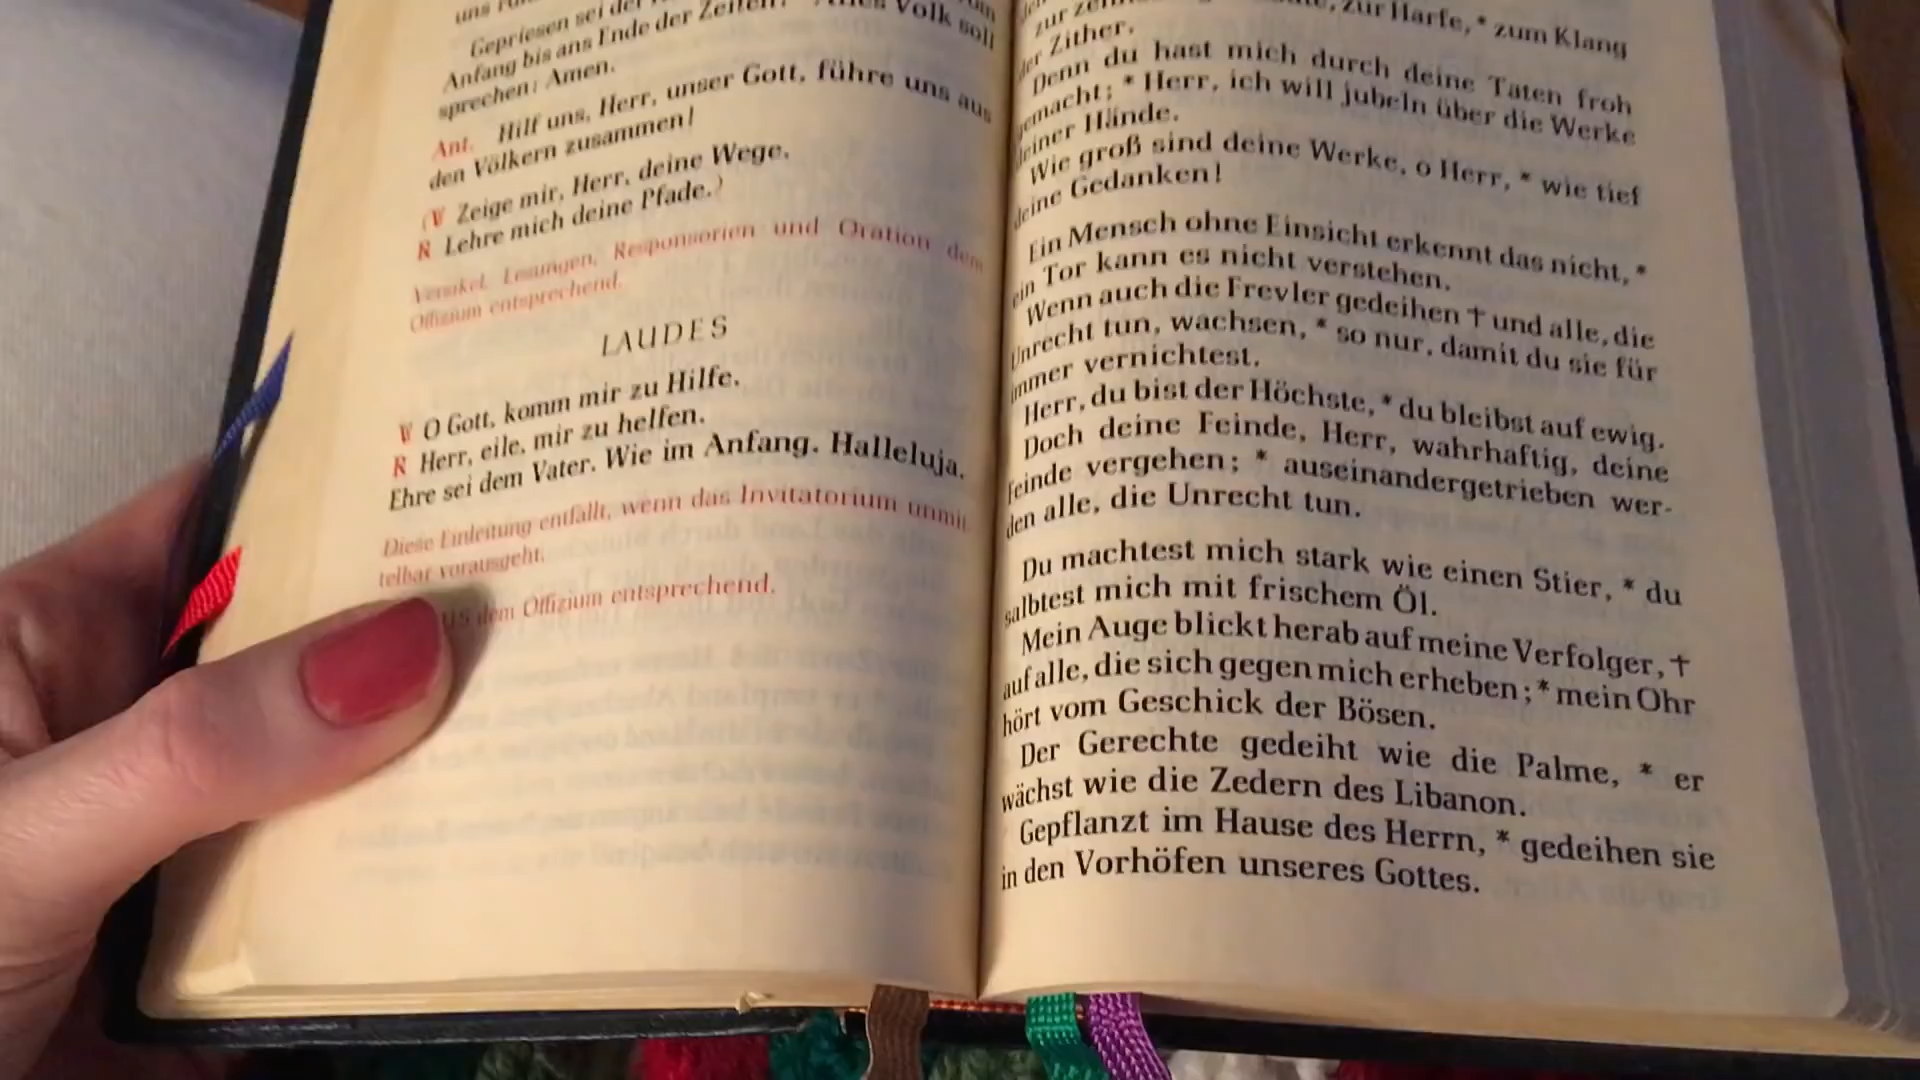 Gepriesen sei der
Anfang bis ans Ende der Zeiten. Alles Volk soll
sprechen: Amen.
Ant. Hilf uns, Herr, unser Gott, führe uns aus
den Völkern zusammen!
(V Zeige mir, Herr, deine Wege.
R Lehre mich deine Pfade.)
Versikel, Lesungen, Responsorien und Oration dem
Offizium entsprechend.
LAUDES
V O Gott, komm mir zu Hilfe.
R Herr, eile, mir zu helfen.
Ehre sei dem Vater. Wie im Anfang. Halleluja.
Diese Einleitung entfällt, wenn das Invitatorium unmit
telbar vorausgeht.
dem Offizium entsprechend.
zur Harfe, * zum Klang
der Zither.
Denn du hast mich durch deine Taten froh
gemacht; * Herr, ich will jubeln über die Werke
deiner Hände.
Wie groß sind deine Werke, o Herr, * wie tief
deine Gedanken!
Ein Mensch ohne Einsicht erkennt das nicht, *
ein Tor kann es nicht verstehen.
Wenn auch die Frevler gedeihen † und alle, die
Unrecht tun, wachsen, * so nur, damit du sie für
immer vernichtest.
Herr, du bist der Höchste, * du bleibst auf ewig.
Doch deine Feinde, Herr, wahrhaftig, deine
Feinde vergehen; * auseinandergetrieben wer-
den alle, die Unrecht tun.
Du machtest mich stark wie einen Stier, * du
salbtest mich mit frischem Öl.
Mein Auge blickt herab auf meine Verfolger, †
auf alle, die sich gegen mich erheben; * mein Ohr
hört vom Geschick der Bösen.
Der Gerechte gedeiht wie die Palme, * er
wächst wie die Zedern des Libanon.
Gepflanzt im Hause des Herrn, * gedeihen sie
in den Vorhöfen unseres Gottes.